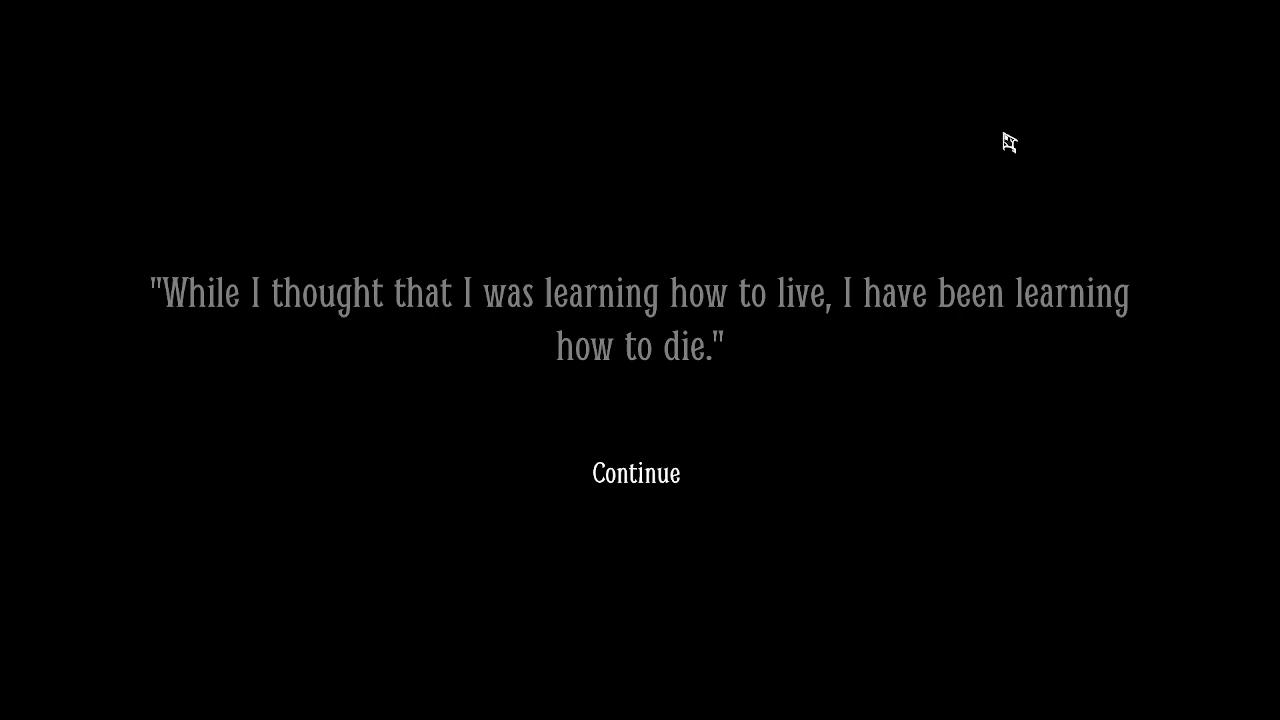 "While I thought that I was learning how to live, I have been learning
how to die."
Continue